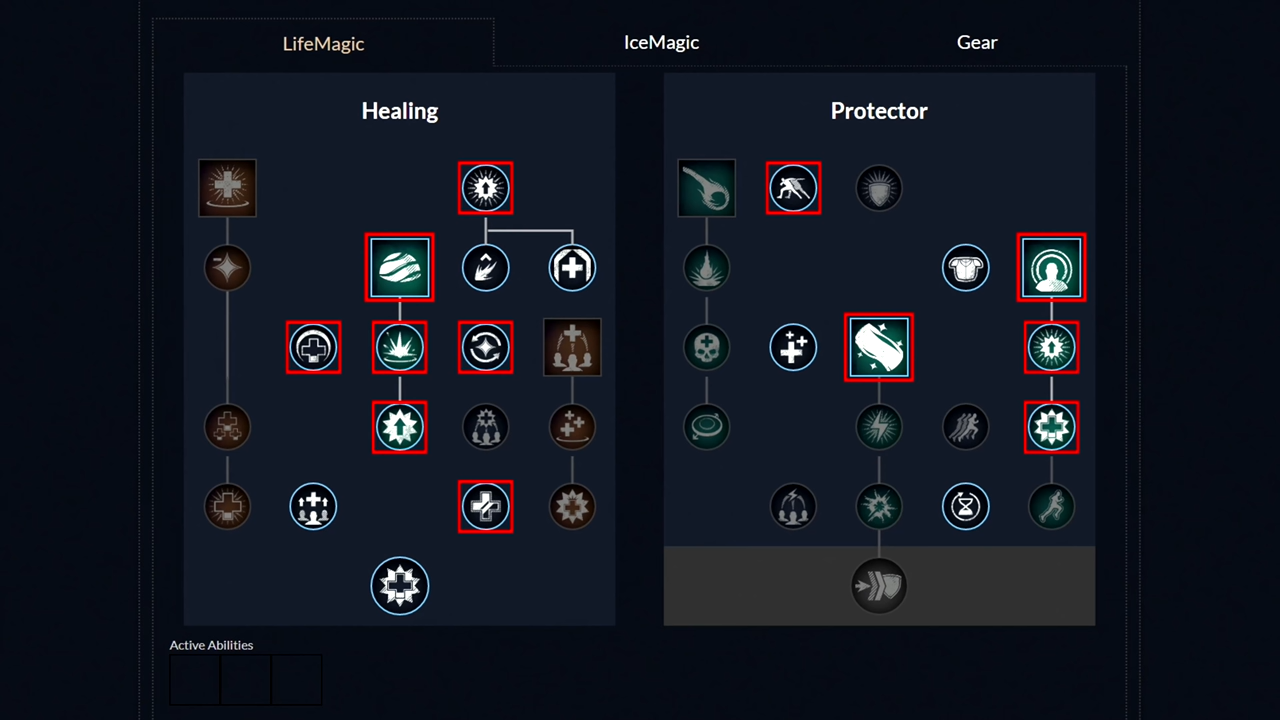 LifeMagic
IceMagic
Gear
Healing
Protector
Active Abilities